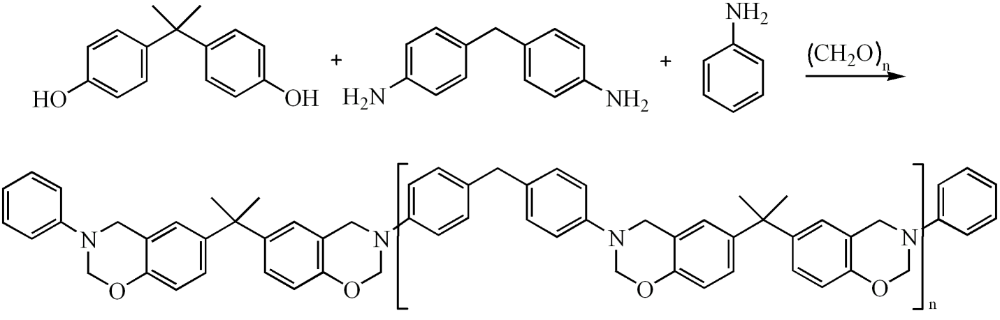 NH₂
(CH₂O)ₙ
+ +
HO OH H₂N NH₂
N N N N
O O O O
n